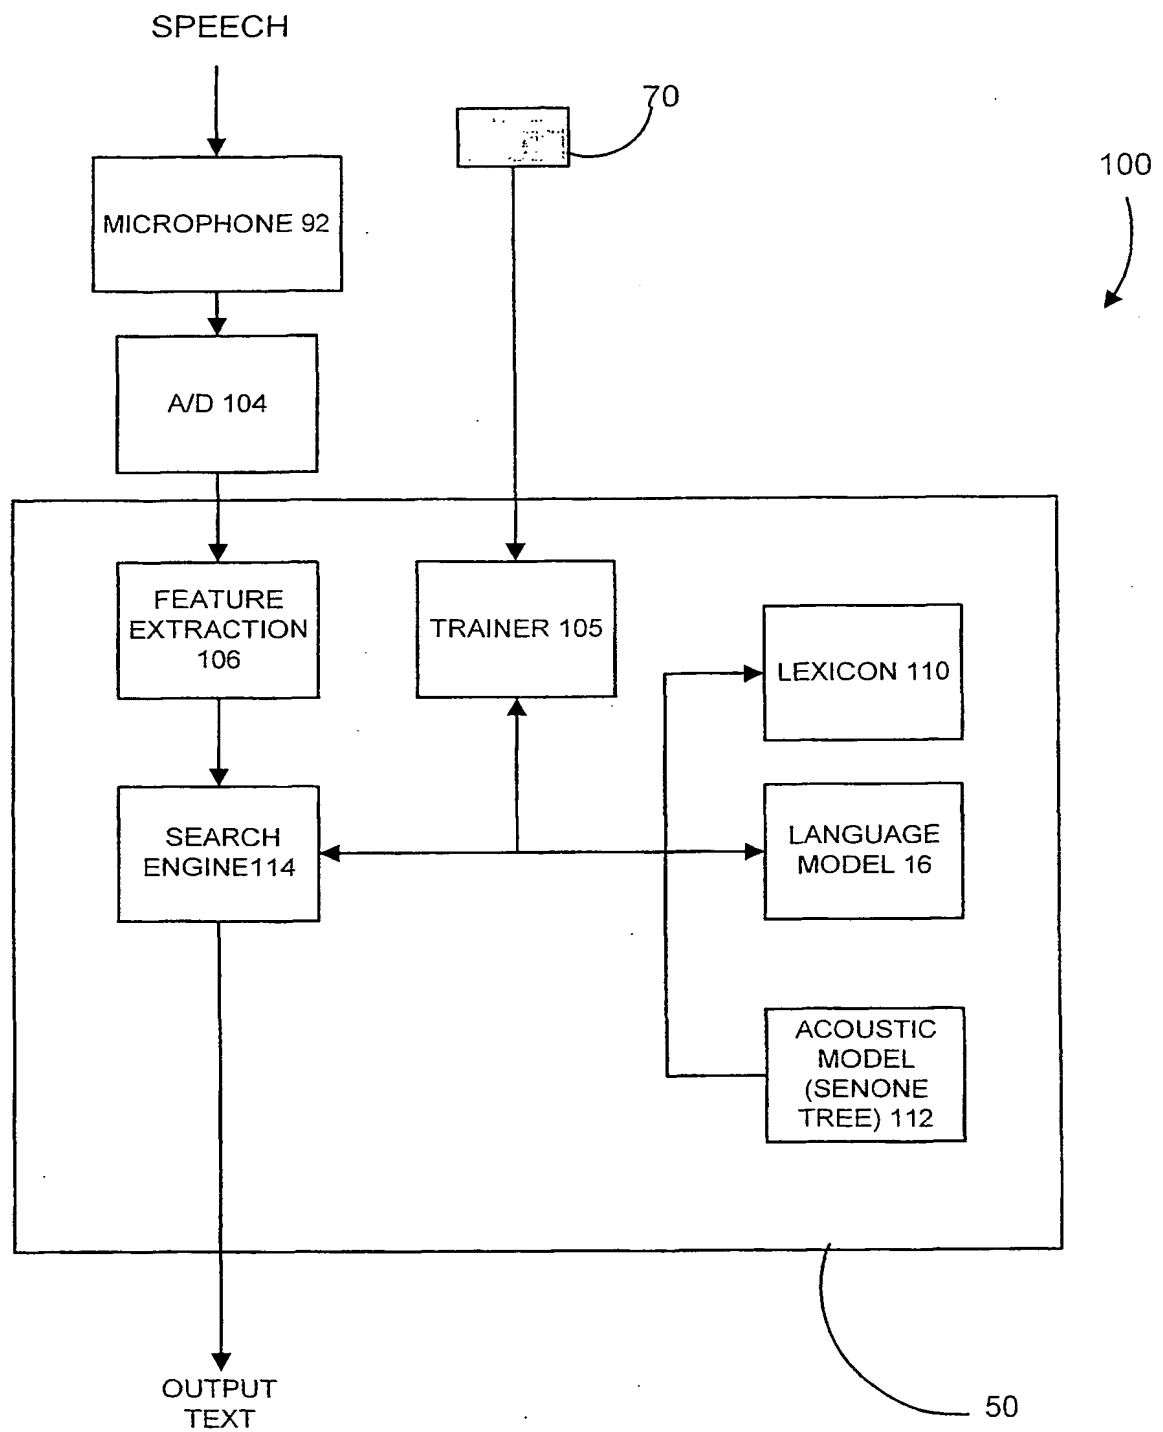 SPEECH
70
100
MICROPHONE 92
A/D 104
FEATURE
EXTRACTION
106
TRAINER 105
LEXICON 110
SEARCH
ENGINE114
LANGUAGE
MODEL 16
ACOUSTIC
MODEL
(SENONE
TREE) 112
OUTPUT
TEXT
50